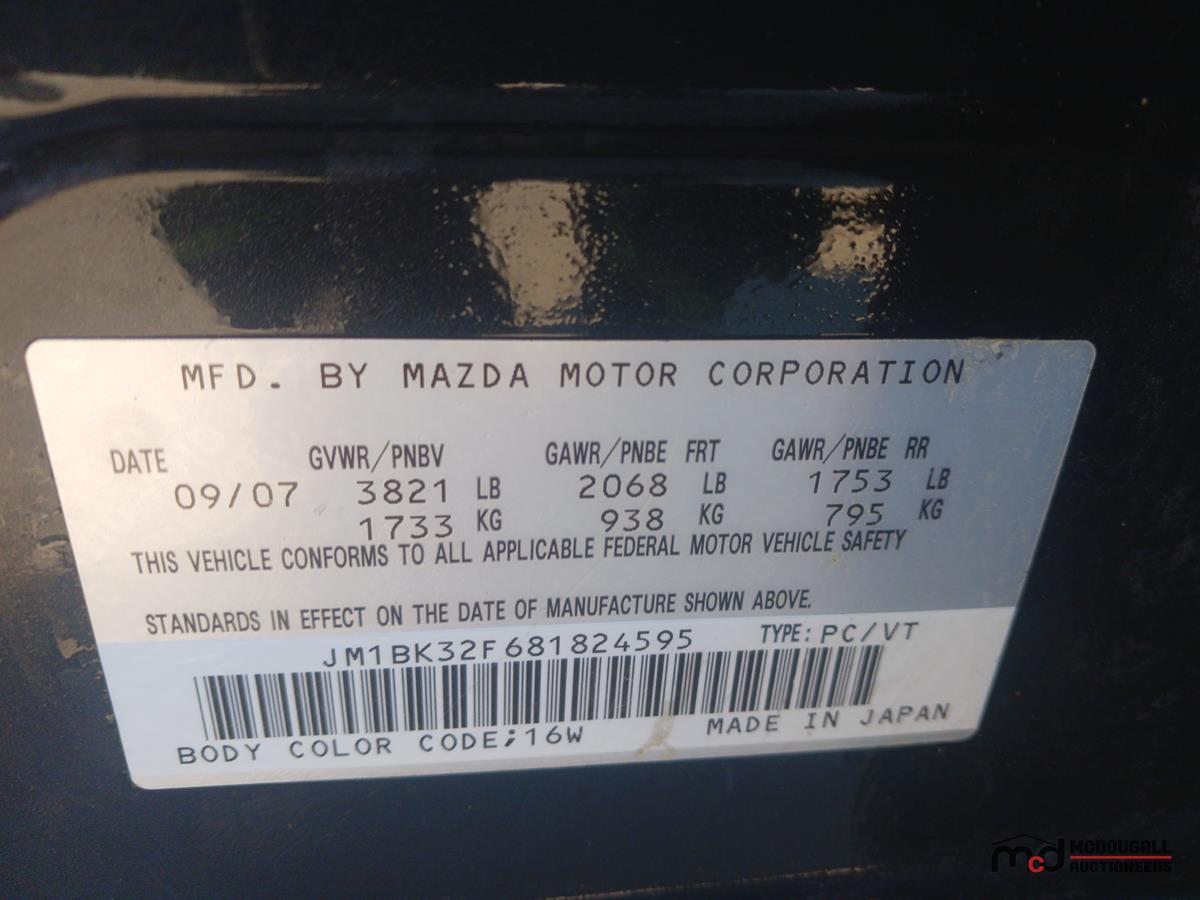 MFD. BY MAZDA MOTOR CORPORATION
DATE GVWR/PNBV GAWR/PNBE FRT GAWR/PNBE RR
09/07 3821 LB 2068 LB 1753 LB
1733 KG 938 KG 795 KG
THIS VEHICLE CONFORMS TO ALL APPLICABLE FEDERAL MOTOR VEHICLE SAFETY
STANDARDS IN EFFECT ON THE DATE OF MANUFACTURE SHOWN ABOVE.
JM1BK32F681824595 TYPE: PC/VT
BODY COLOR CODE;16W MADE IN JAPAN
mcd MCDOUGALL
AUCTIONEERS